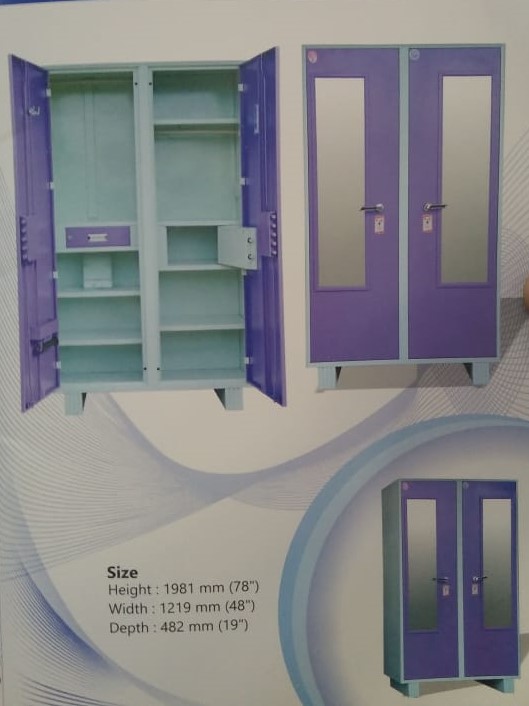 Size
Height : 1981 mm (78")
Width : 1219 mm (48")
Depth : 482 mm (19")